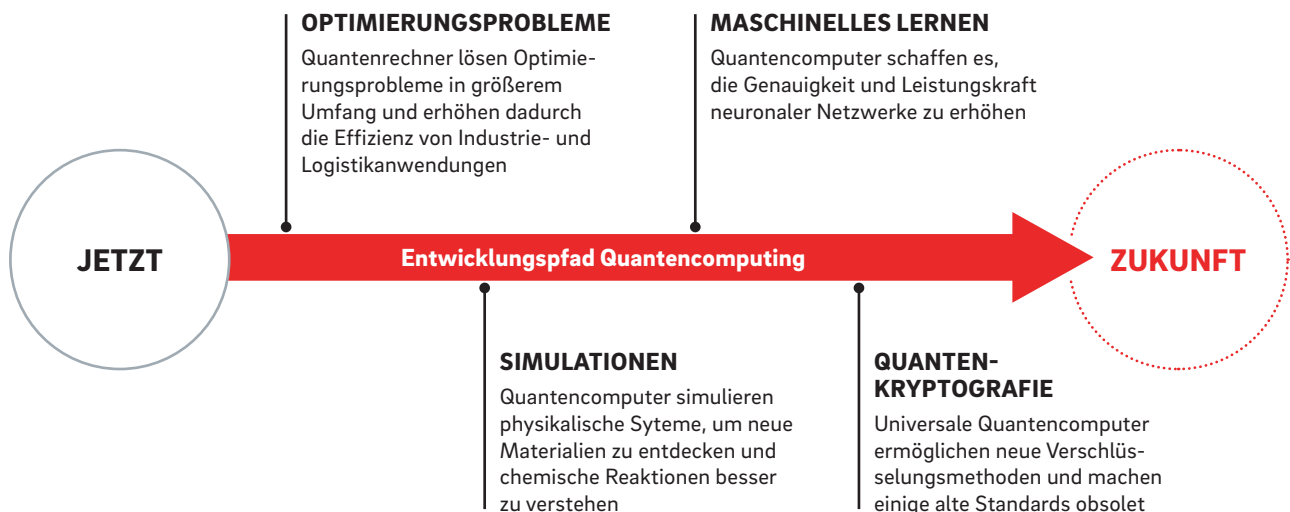 OPTIMIERUNGSPROBLEME
Quantenrechner lösen Optimie-
rungsprobleme in größerem
Umfang und erhöhen dadurch
die Effizienz von Industrie- und
Logistikanwendungen
MASCHINELLES LERNEN
Quantencomputer schaffen es,
die Genauigkeit und Leistungskraft
neuronaler Netzwerke zu erhöhen
JETZT
Entwicklungspfad Quantencomputing
ZUKUNFT
SIMULATIONEN
Quantencomputer simulieren
physikalische Syteme, um neue
Materialien zu entdecken und
chemische Reaktionen besser
zu verstehen
QUANTEN-
KRYPTOGRAFIE
Universale Quantencomputer
ermöglichen neue Verschlüs-
selungsmethoden und machen
einige alte Standards obsolet